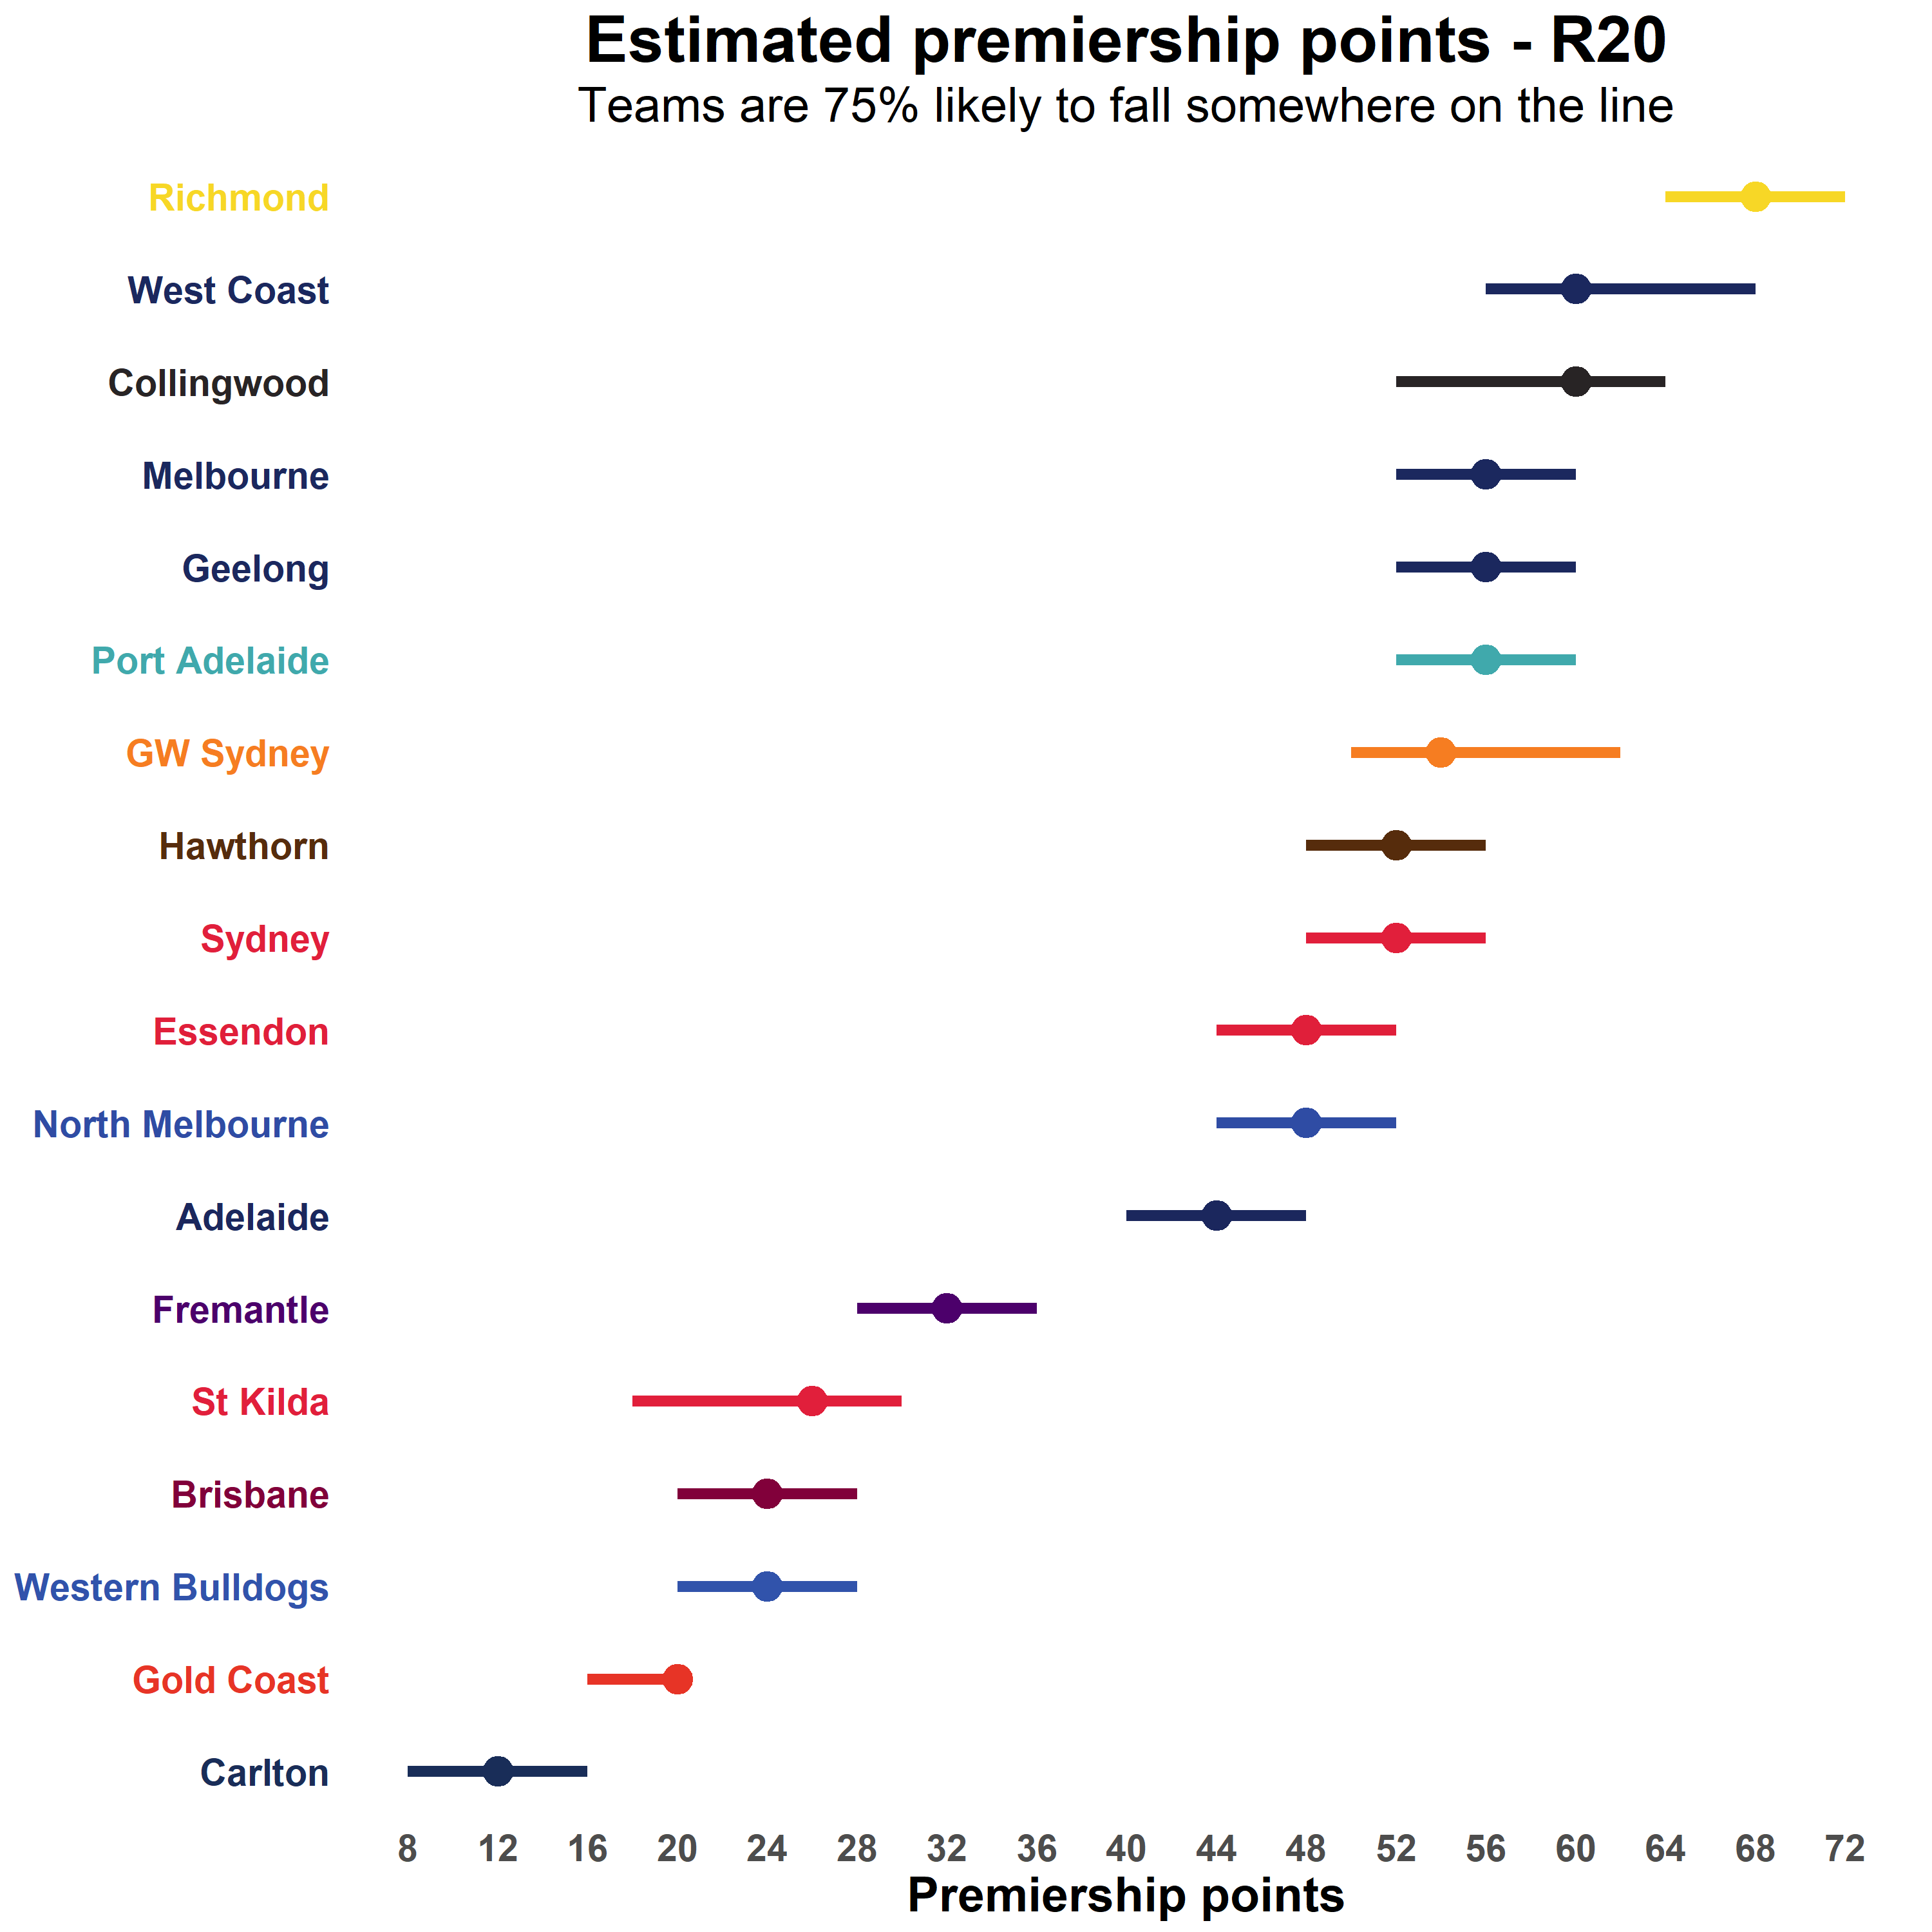 Estimated premiership points - R20
Teams are 75% likely to fall somewhere on the line
Richmond
West Coast
Collingwood
Melbourne
Geelong
Port Adelaide
GW Sydney
Hawthorn
Sydney
Essendon
North Melbourne
Adelaide
Fremantle
St Kilda
Brisbane
Western Bulldogs
Gold Coast
Carlton
8 12 16 20 24 28 32 36 40 44 48 52 56 60 64 68 72
Premiership points